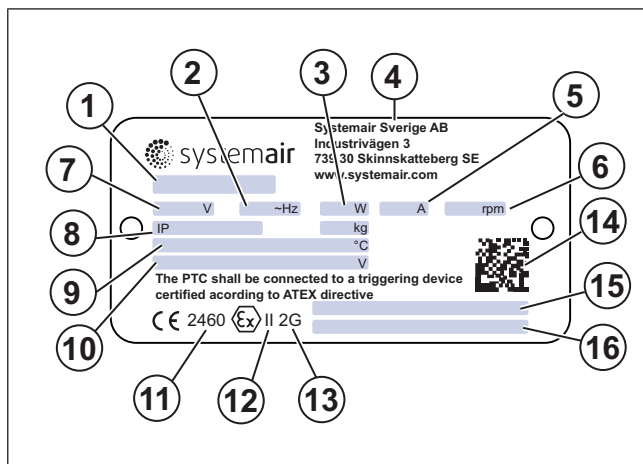 1
2
3
4
5
6
7
8
9
10
11
12
13
14
15
16
systemair
Systemair Sverige AB
Industrivägen 3
73930 Skinnskatteberg SE
www.systemair.com
V
~Hz
W
A
rpm
IP
kg
°C
V
The PTC shall be connected to a triggering device
certified acording to ATEX directive
CE 2460 Ex II 2G